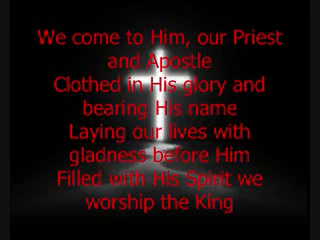 We come to Him, our Priest
and Apostle
Clothed in His glory and
bearing His name
Laying our lives with
gladness before Him
Filled with His Spirit we
worship the King